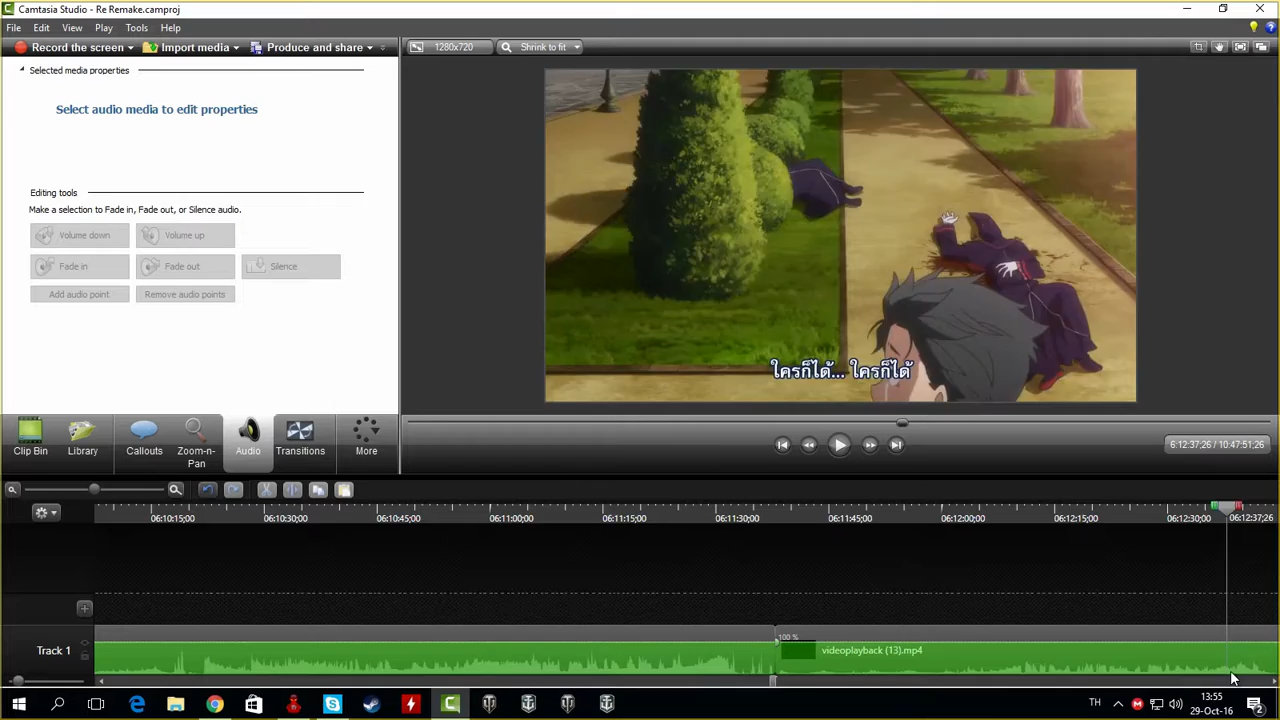 Camtasia Studio - Re Remake.camproj
File Edit View Play Tools Help
Record the screen Import media Produce and share
1280x720 Shrink to fit
Selected media properties
Select audio media to edit properties
Editing tools
Make a selection to Fade in, Fade out, or Silence audio.
Volume down Volume up
Fade in Fade out Silence
Add audio point Remove audio points
ใครก็ได้... ใครก็ได้
Clip Bin Library Callouts Zoom-n-Pan Audio Transitions More
6:12:37;26 / 10:47:51;26
06:10:15;00 06:10:30;00 06:10:45;00 06:11:00;00 06:11:15;00 06:11:30;00 06:11:45;00 06:12:00;00 06:12:15;00 06:12:30;00 06:12:37;26
100 %
Track 1 videoplayback (13).mp4
TH 13:55
29-Oct-16 2